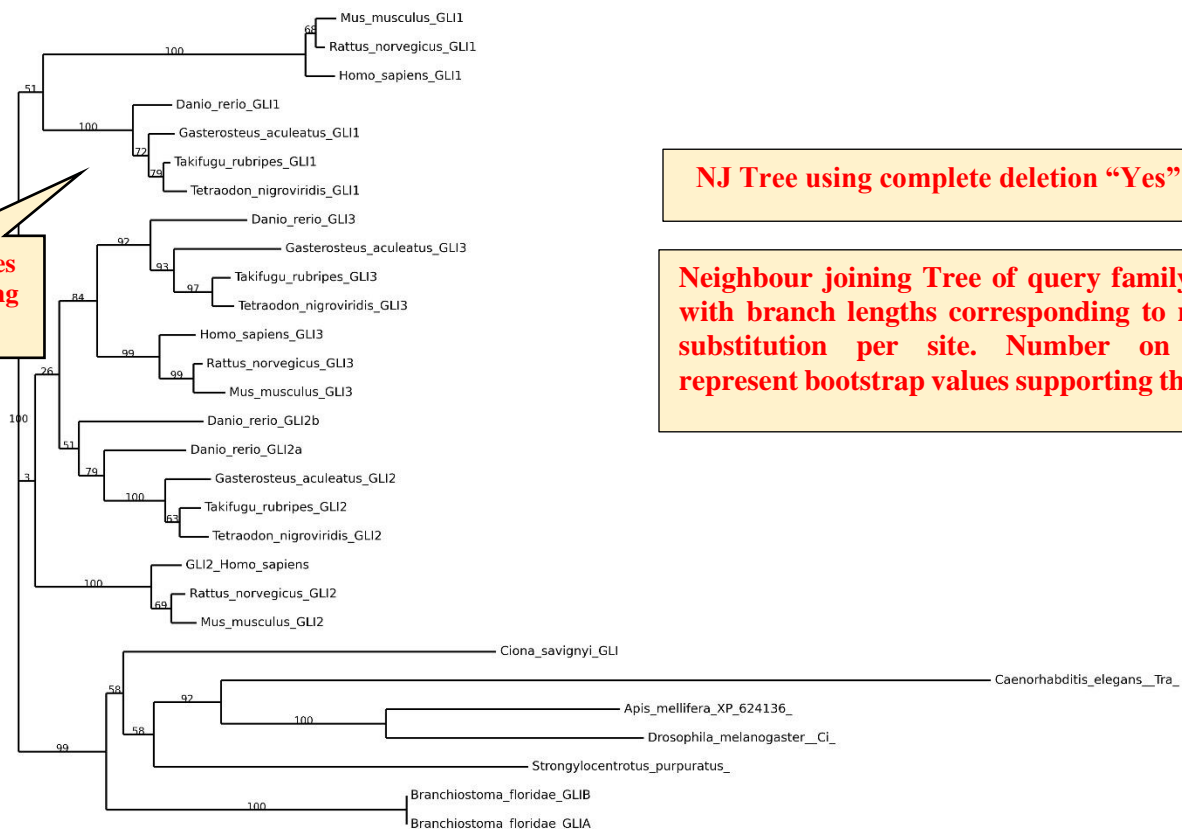 Mus_musculus_GLI1
68
Rattus_norvegicus_GLI1
100
Homo_sapiens_GLI1
51
Danio_rerio_GLI1
100
Gasterosteus_aculeatus_GLI1
72
Takifugu_rubripes_GLI1
79
Tetraodon_nigroviridis_GLI1
Danio_rerio_GLI3
92
Gasterosteus_aculeatus_GLI3
93
Takifugu_rubripes_GLI3
97
Tetraodon_nigroviridis_GLI3
84
Homo_sapiens_GLI3
99
Rattus_norvegicus_GLI3
99
Mus_musculus_GLI3
26
Danio_rerio_GLI2b
100
51
Danio_rerio_GLI2a
79
Gasterosteus_aculeatus_GLI2
3
100
Takifugu_rubripes_GLI2
63
Tetraodon_nigroviridis_GLI2
GLI2_Homo_sapiens
100
Rattus_norvegicus_GLI2
69
Mus_musculus_GLI2
Ciona_savignyi_GLI
58
Caenorhabditis_elegans__Tra_
92
Apis_mellifera_XP_624136_
100
58
Drosophila_melanogaster__Ci_
99
Strongylocentrotus_purpuratus_
Branchiostoma_floridae_GLIB
100
Branchiostoma_floridae_GLIA
NJ Tree using complete deletion “Yes”
Neighbour joining Tree of query family
with branch lengths corresponding to
substitution per site. Number on
represent bootstrap values supporting